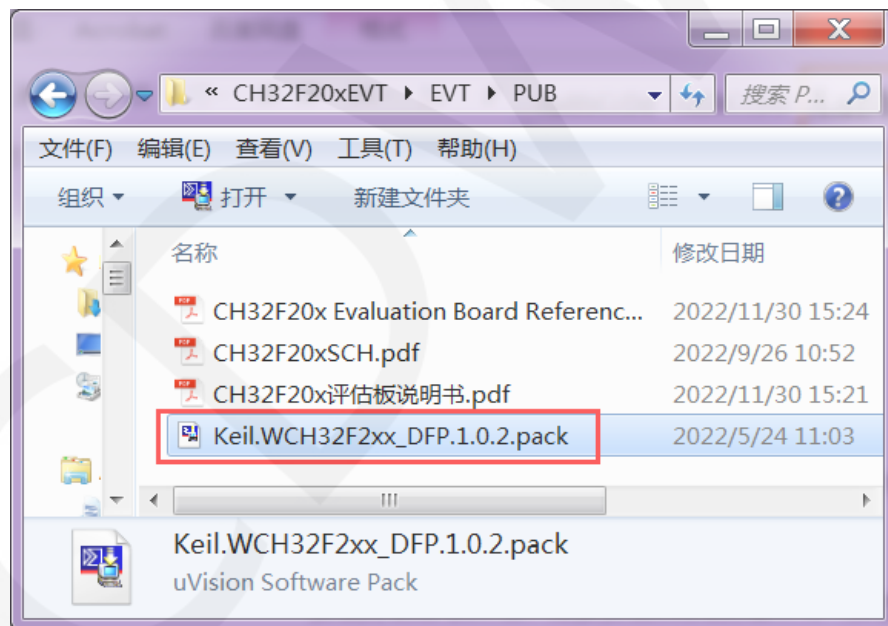 « CH32F20xEVT ▸ EVT ▸ PUB 搜索 P...
文件(F) 编辑(E) 查看(V) 工具(T) 帮助(H)
组织 打开 新建文件夹
名称 修改日期
CH32F20x Evaluation Board Referenc... 2022/11/30 15:24
CH32F20xSCH.pdf 2022/9/26 10:52
CH32F20x评估板说明书.pdf 2022/11/30 15:21
Keil.WCH32F2xx_DFP.1.0.2.pack 2022/5/24 11:03
Keil.WCH32F2xx_DFP.1.0.2.pack
uVision Software Pack